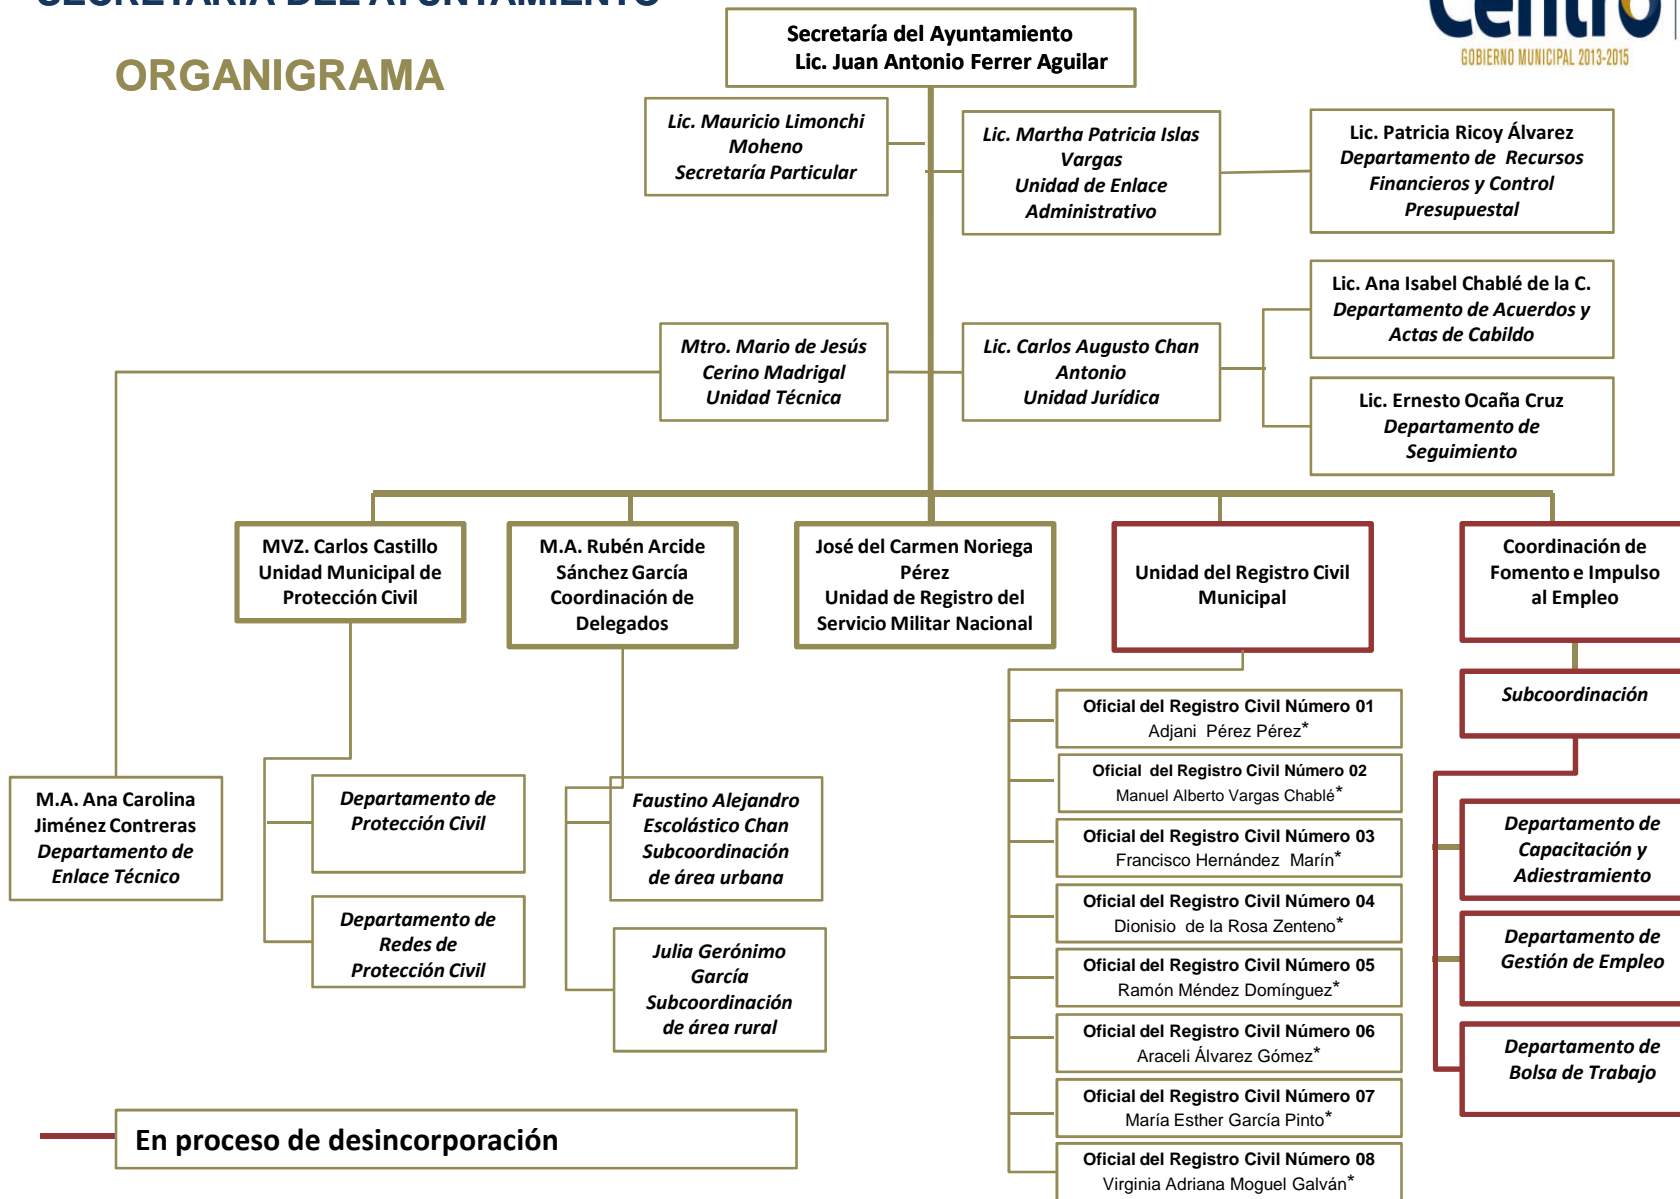 SECRETARÍA DEL AYUNTAMIENTO
ORGANIGRAMA
Centro
GOBIERNO MUNICIPAL 2013-2015
Secretaría del Ayuntamiento
Lic. Juan Antonio Ferrer Aguilar
Lic. Mauricio Limonchi
Moheno
Secretaría Particular
Lic. Martha Patricia Islas
Vargas
Unidad de Enlace
Administrativo
Lic. Patricia Ricoy Álvarez
Departamento de Recursos
Financieros y Control
Presupuestal
Mtro. Mario de Jesús
Cerino Madrigal
Unidad Técnica
Lic. Carlos Augusto Chan
Antonio
Unidad Jurídica
Lic. Ana Isabel Chablé de la C.
Departamento de Acuerdos y
Actas de Cabildo
Lic. Ernesto Ocaña Cruz
Departamento de
Seguimiento
MVZ. Carlos Castillo
Unidad Municipal de
Protección Civil
M.A. Rubén Arcide
Sánchez García
Coordinación de
Delegados
José del Carmen Noriega
Pérez
Unidad de Registro del
Servicio Militar Nacional
Unidad del Registro Civil
Municipal
Coordinación de
Fomento e Impulso
al Empleo
Subcoordinación
M.A. Ana Carolina
Jiménez Contreras
Departamento de
Enlace Técnico
Departamento de
Protección Civil
Departamento de
Redes de
Protección Civil
Faustino Alejandro
Escolástico Chan
Subcoordinación
de área urbana
Julia Gerónimo
García
Subcoordinación
de área rural
Oficial del Registro Civil Número 01
Adjani Pérez Pérez*
Oficial del Registro Civil Número 02
Manuel Alberto Vargas Chablé*
Oficial del Registro Civil Número 03
Francisco Hernández Marín*
Oficial del Registro Civil Número 04
Dionisio de la Rosa Zenteno*
Oficial del Registro Civil Número 05
Ramón Méndez Domínguez*
Oficial del Registro Civil Número 06
Araceli Álvarez Gómez*
Oficial del Registro Civil Número 07
María Esther García Pinto*
Oficial del Registro Civil Número 08
Virginia Adriana Moguel Galván*
Departamento de
Capacitación y
Adiestramiento
Departamento de
Gestión de Empleo
Departamento de
Bolsa de Trabajo
En proceso de desincorporación